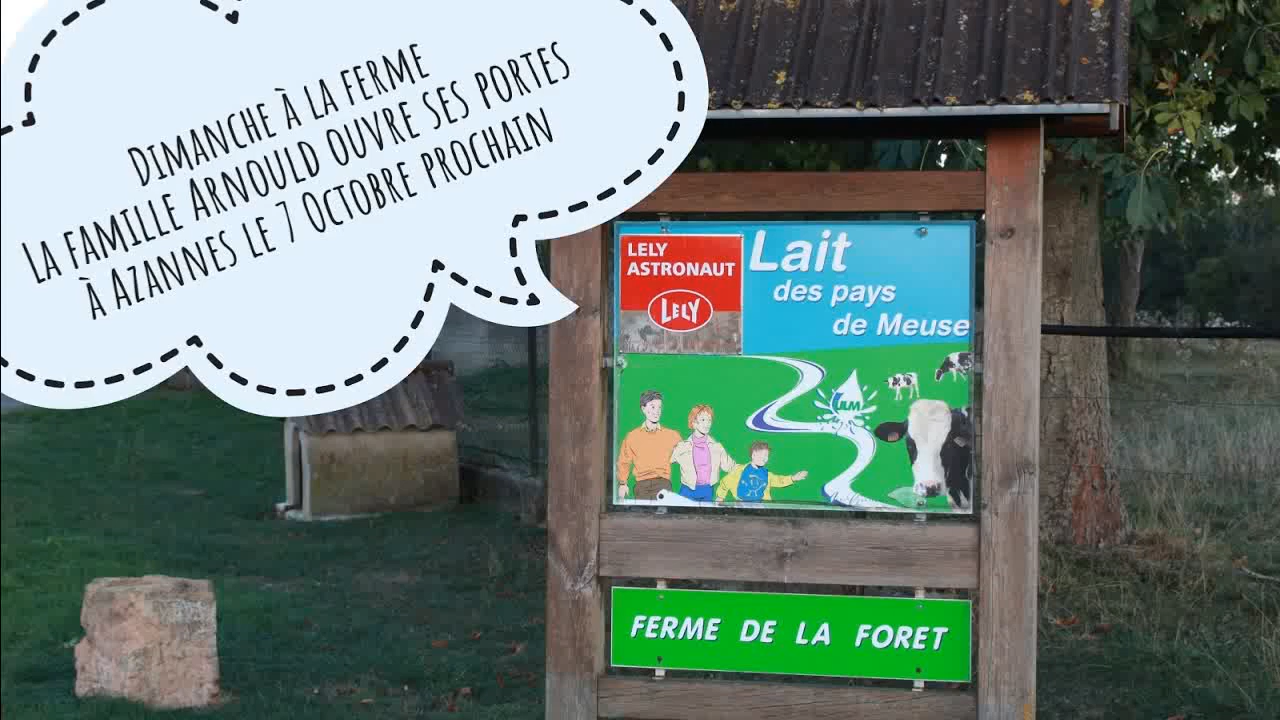 Dimanche à la ferme
La famille Arnould ouvre ses portes
à Azannes le 7 Octobre prochain
LELY
ASTRONAUT
LELY
Lait
des pays
de Meuse
JLM
FERME DE LA FORET